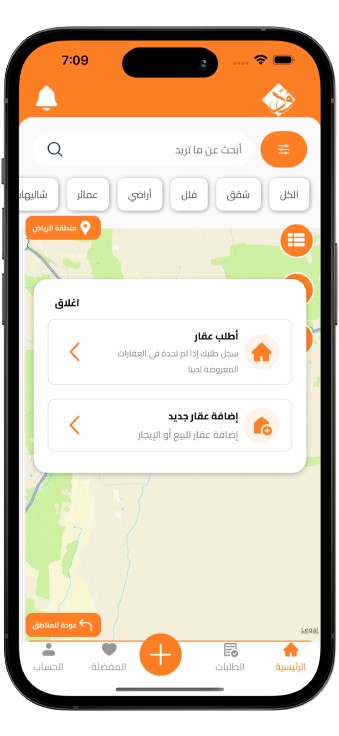 7:09
أبحث عن ما تريد
الكل
شقق
فلل
أراضي
عمائر
شاليهات
منطقة الرياض
اغلاق
أطلب عقار
سجل طلبك إذا لم تجدة في العقارات
المعروضة لدينا
إضافة عقار جديد
إضافة عقار للبيع أو الإيجار
عودة للمناطق
Legal
الرئيسية
الطلبات
المفضلة
الحساب